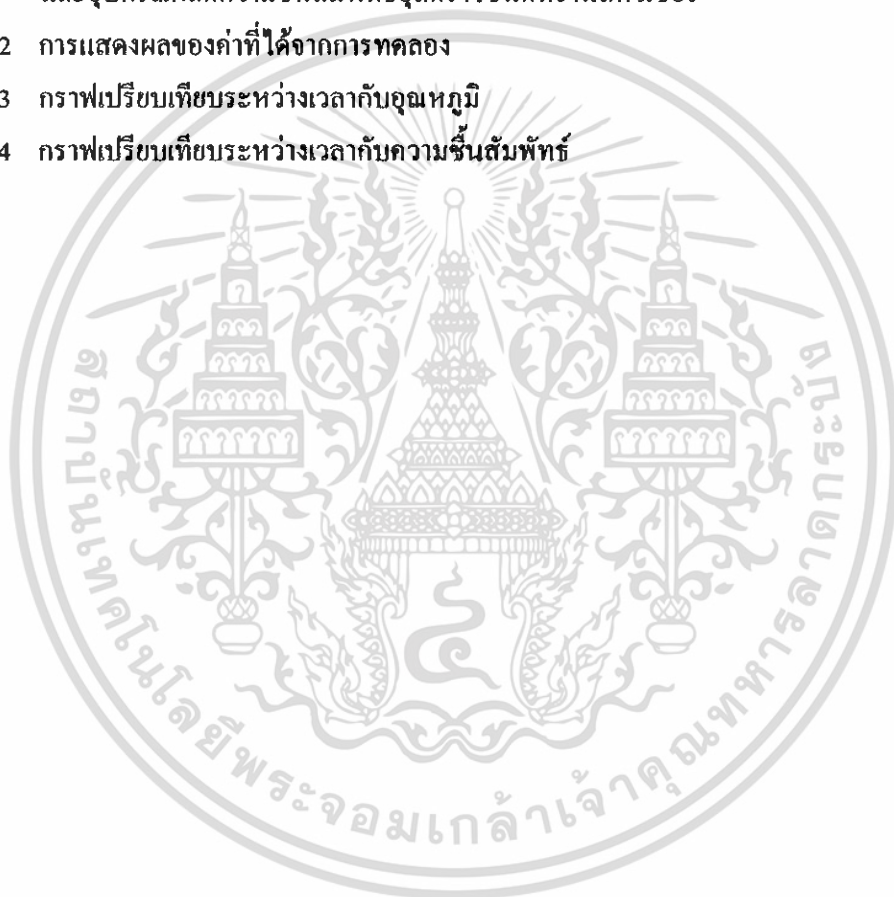 2 การแสดงผลของค่าที่ได้จากการทดลอง
3 กราฟเปรียบเทียบระหว่างเวลากับอุณหภูมิ
4 กราฟเปรียบเทียบระหว่างเวลากับความชื้นสัมพัทธ์
สถาบันเทคโนโลยีพระจอมเกล้าเจ้าคุณทหารลาดกระบัง